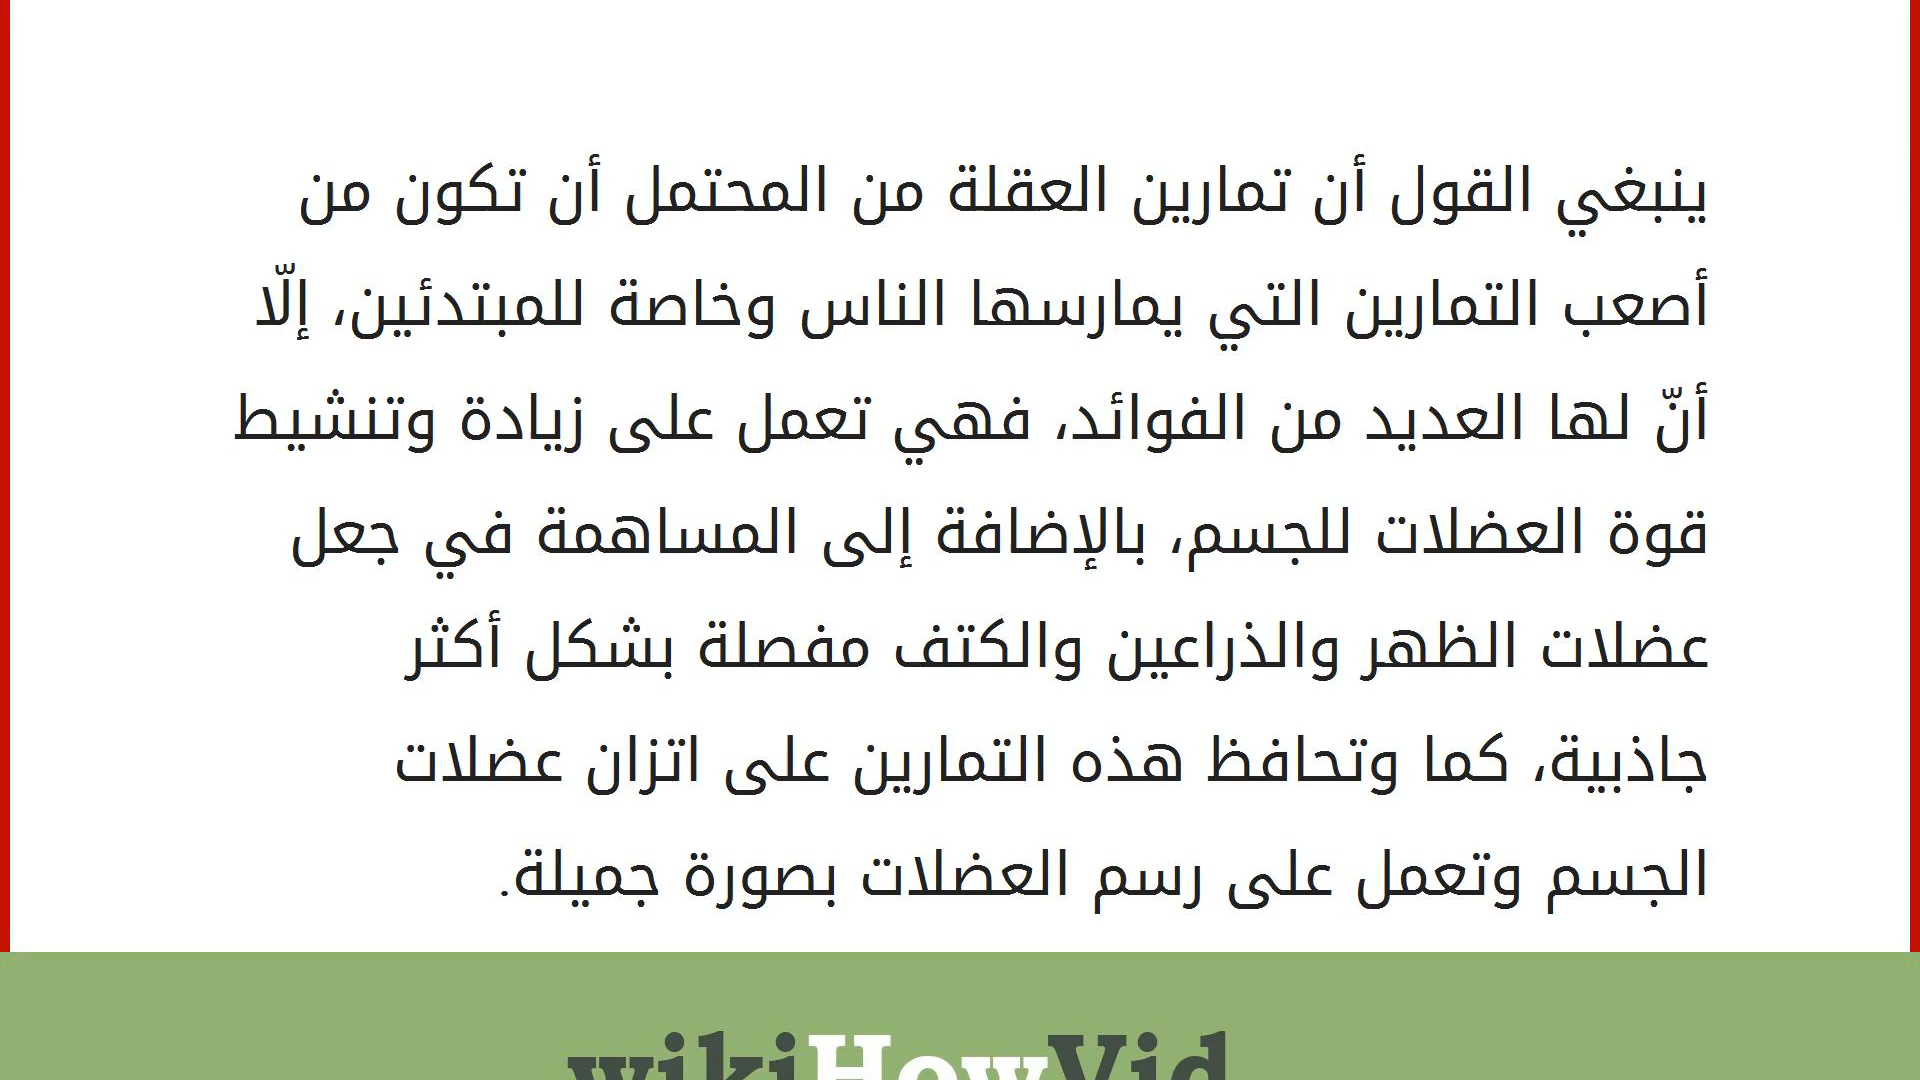 ينبغي القول أن تمارين العقلة من المحتمل أن تكون من
أصعب التمارين التي يمارسها الناس وخاصة للمبتدئين، إلّا
أنّ لها العديد من الفوائد، فهي تعمل على زيادة وتنشيط
قوة العضلات للجسم، بالإضافة إلى المساهمة في جعل
عضلات الظهر والذراعين والكتف مفصلة بشكل أكثر
جاذبية، كما وتحافظ هذه التمارين على اتزان عضلات
الجسم وتعمل على رسم العضلات بصورة جميلة.
wikiHowVid